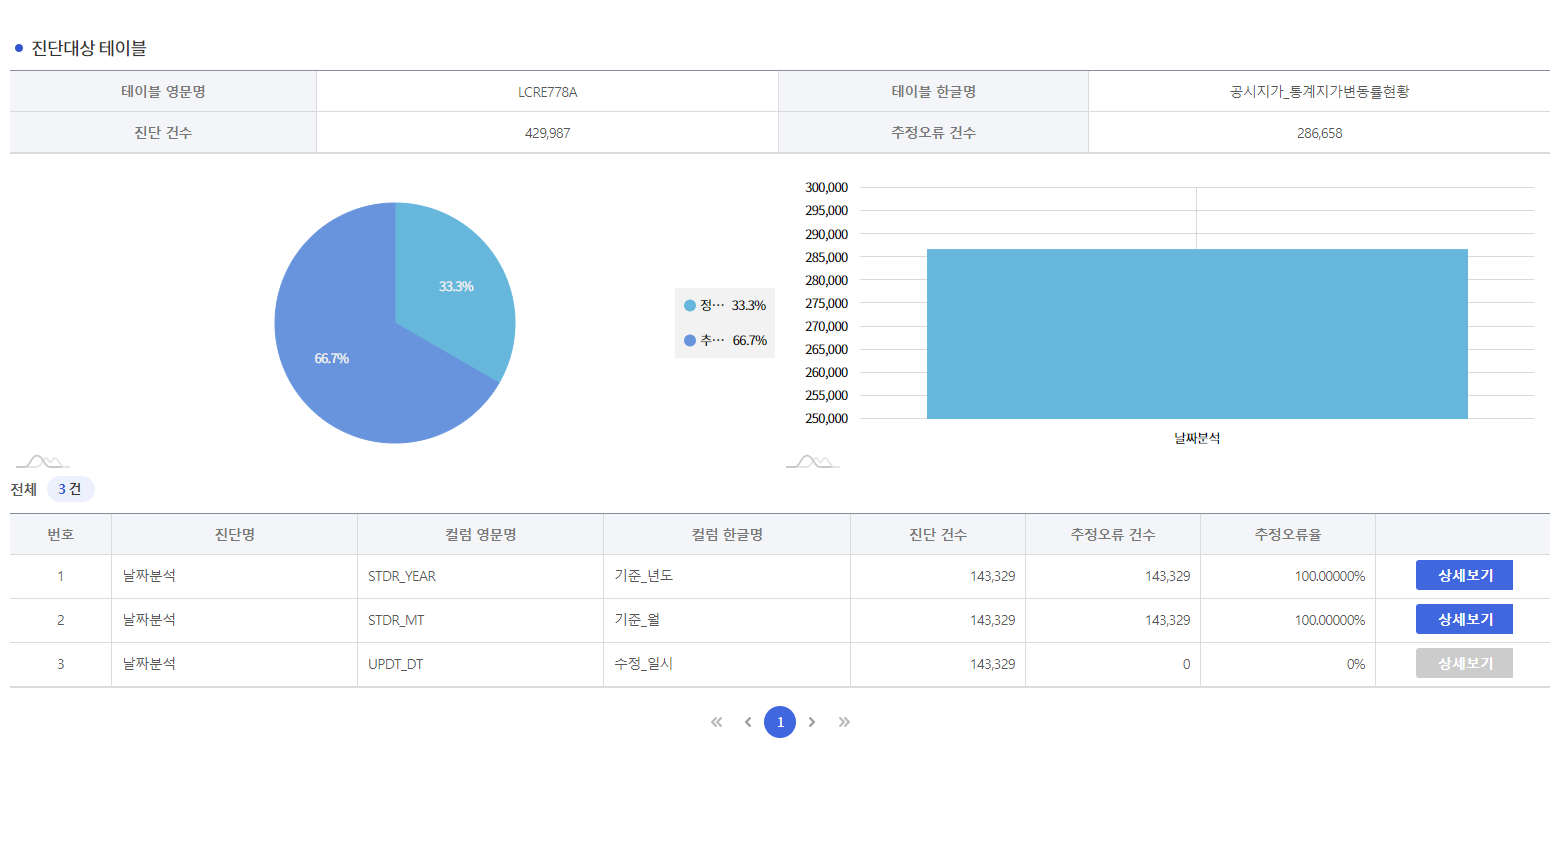 진단대상 테이블
테이블 영문명 LCRE778A 테이블 한글명 공시지가_통계지가변동률현황
진단 건수 429,987 추정오류 건수 286,658
33.3%
66.7%
정··· 33.3%
추··· 66.7%
300,000
295,000
290,000
285,000
280,000
275,000
270,000
265,000
260,000
255,000
250,000
날짜분석
전체 3 건
번호 진단명 컬럼 영문명 컬럼 한글명 진단 건수 추정오류 건수 추정오류율
1 날짜분석 STDR_YEAR 기준_년도 143,329 143,329 100.00000% 상세보기
2 날짜분석 STDR_MT 기준_월 143,329 143,329 100.00000% 상세보기
3 날짜분석 UPDT_DT 수정_일시 143,329 0 0% 상세보기
« ‹ 1 › »